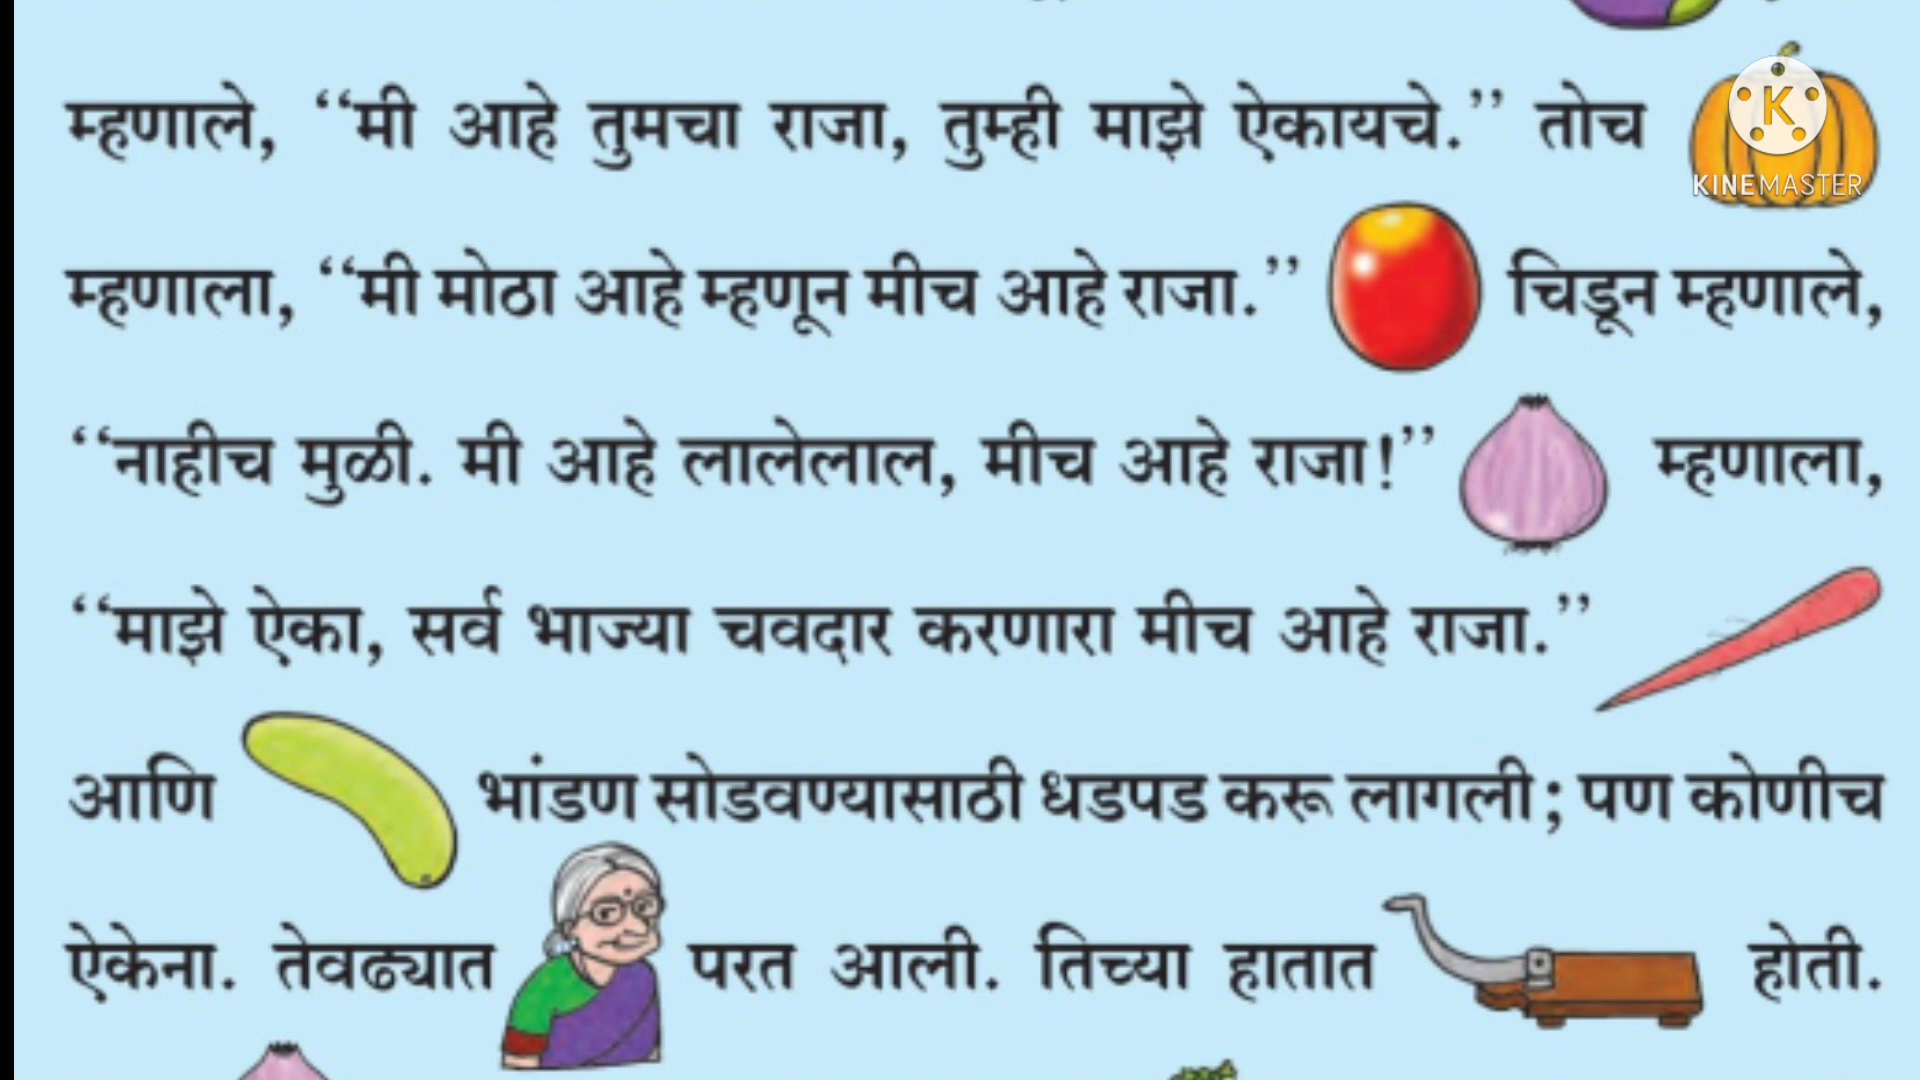 म्हणाले, ‘‘मी आहे तुमचा राजा, तुम्ही माझे ऐकायचे.’’ तोच
KINEMASTER
म्हणाला, ‘‘मी मोठा आहे म्हणून मीच आहे राजा.’’ चिडून म्हणाले,
‘‘नाहीच मुळी. मी आहे लालेलाल, मीच आहे राजा!’’ म्हणाला,
‘‘माझे ऐका, सर्व भाज्या चवदार करणारा मीच आहे राजा.’’
आणि भांडण सोडवण्यासाठी धडपड करू लागली; पण कोणीच
ऐकेना. तेवढ्यात परत आली. तिच्या हातात होती.